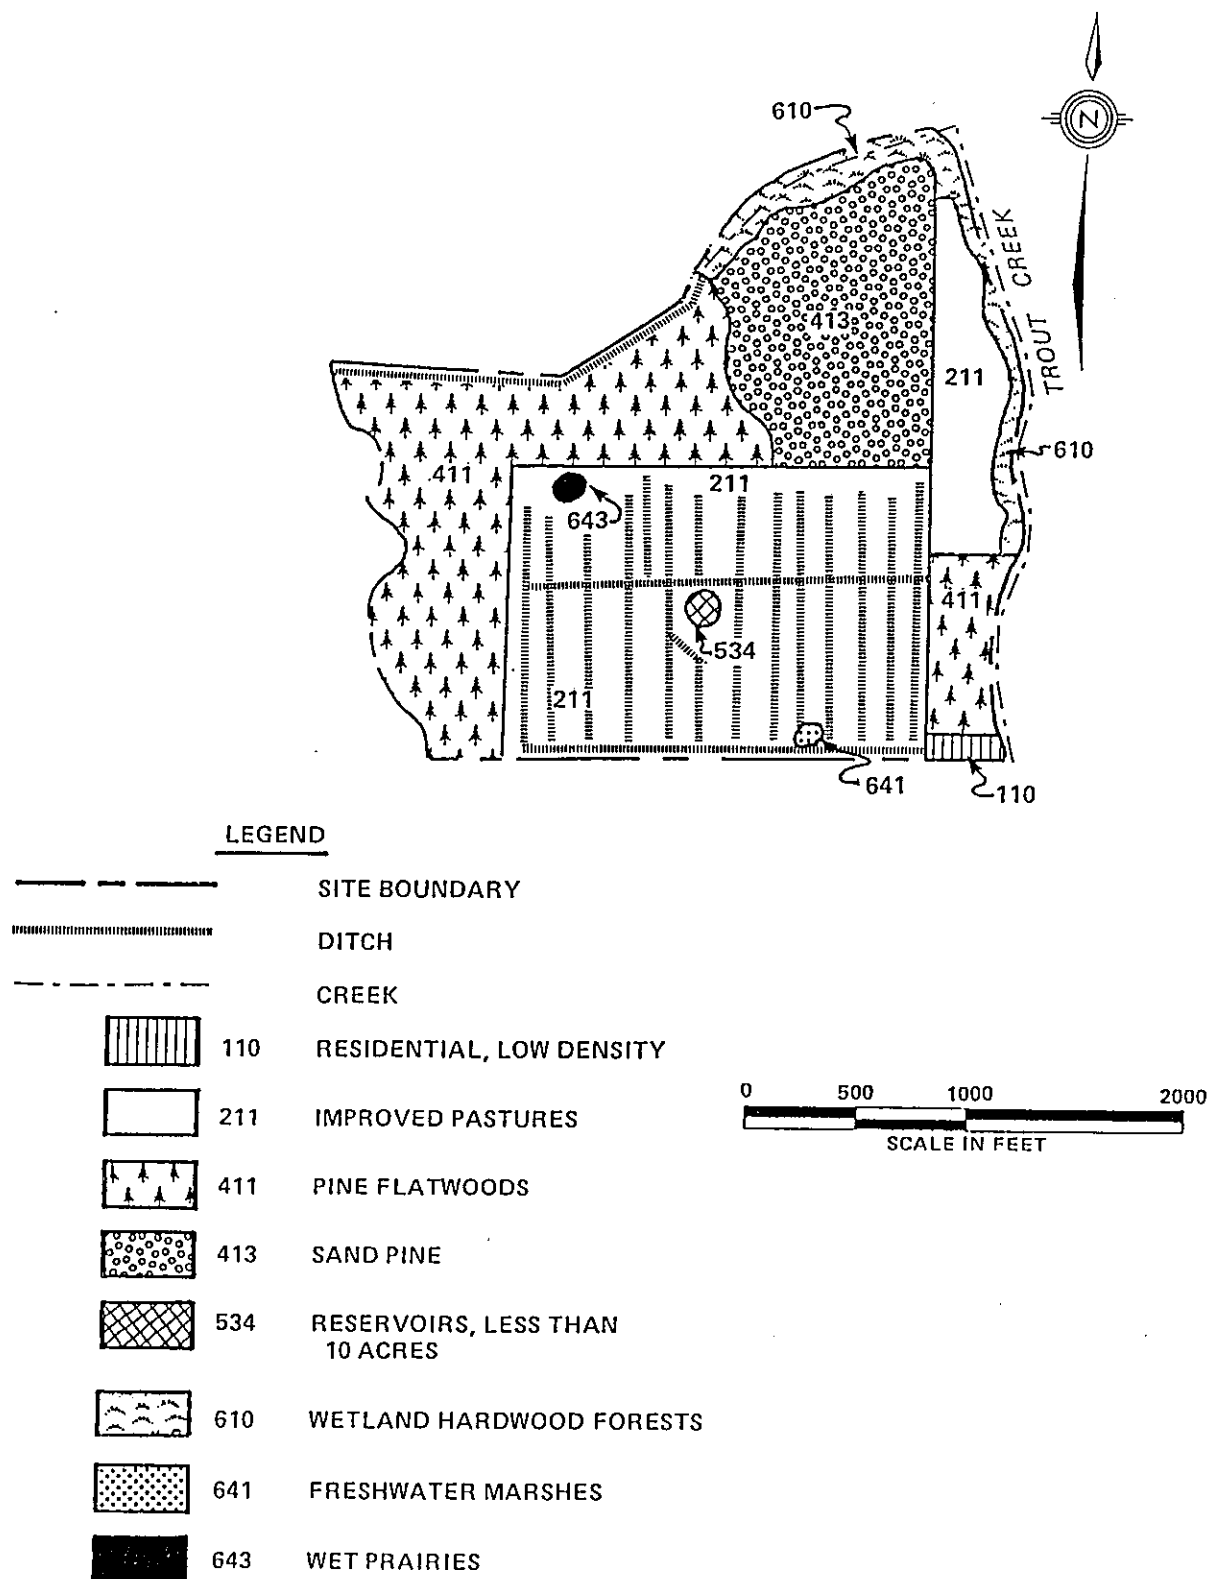 610
N
TROUT CREEK
413
211
610
411
211
643
411
534
211
641
110
LEGEND
SITE BOUNDARY
DITCH
CREEK
110 RESIDENTIAL, LOW DENSITY
211 IMPROVED PASTURES
411 PINE FLATWOODS
413 SAND PINE
534 RESERVOIRS, LESS THAN
10 ACRES
610 WETLAND HARDWOOD FORESTS
641 FRESHWATER MARSHES
643 WET PRAIRIES
0 500 1000 2000
SCALE IN FEET